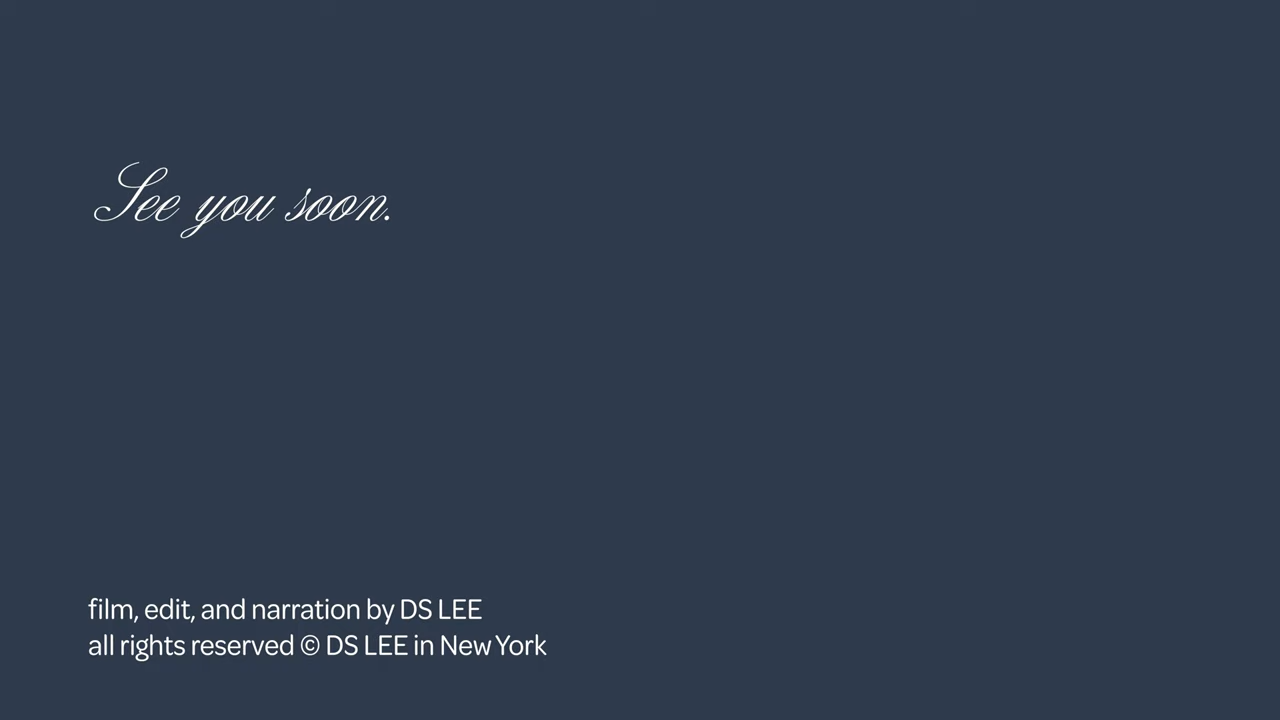 See you soon.
film, edit, and narration by DS LEE
all rights reserved © DS LEE in New York